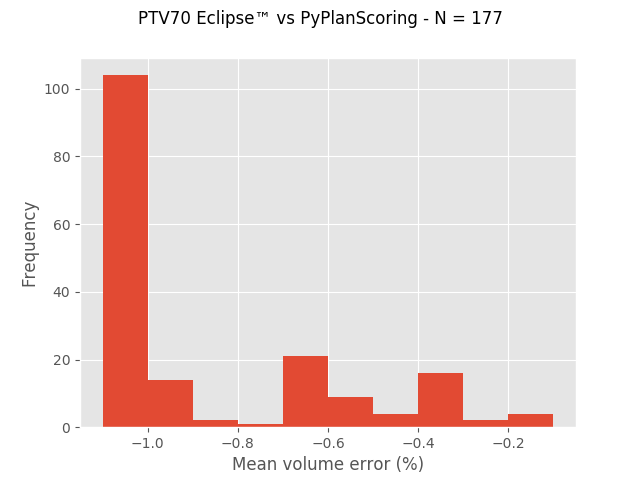 PTV70 Eclipse™ vs PyPlanScoring - N = 177
100
80
60
40
20
0
Frequency
−1.0 −0.8 −0.6 −0.4 −0.2
Mean volume error (%)